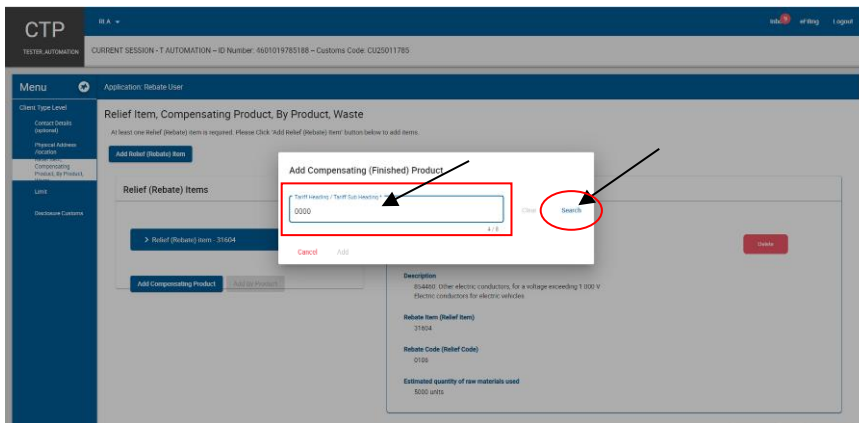 CTP
TESTER, AUTOMATION
RLA
9
eFiling
Logout
CURRENT SESSION - T AUTOMATION – ID Number: 4601019785188 – Customs Code: CU25011785
Menu
Application: Rebate User
Client Type Level
Contact Details
(optional)
Physical Address
/location
Compensating
Product, By Product,
Disclosure Customs
Relief Item, Compensating Product, By Product, Waste
At least one Relief (Rebate) item is required. Please Click 'Add Relief (Rebate) Item' button below to add items.
Add Relief (Rebate) Item
Relief (Rebate) Items
Relief (Rebate) item - 31604
Add Compensating Product
Add By Product
Add Compensating (Finished) Product
Tariff Heading / Tariff Sub Heading *
0000
4 / 8
Clear
Search
Cancel
Add
Delete
Description
854460: Other electric conductors, for a voltage exceeding 1 000 V
Electric conductors for electric vehicles
Rebate Item (Relief Item)
31604
Rebate Code (Relief Code)
0106
Estimated quantity of raw materials used
5000 units